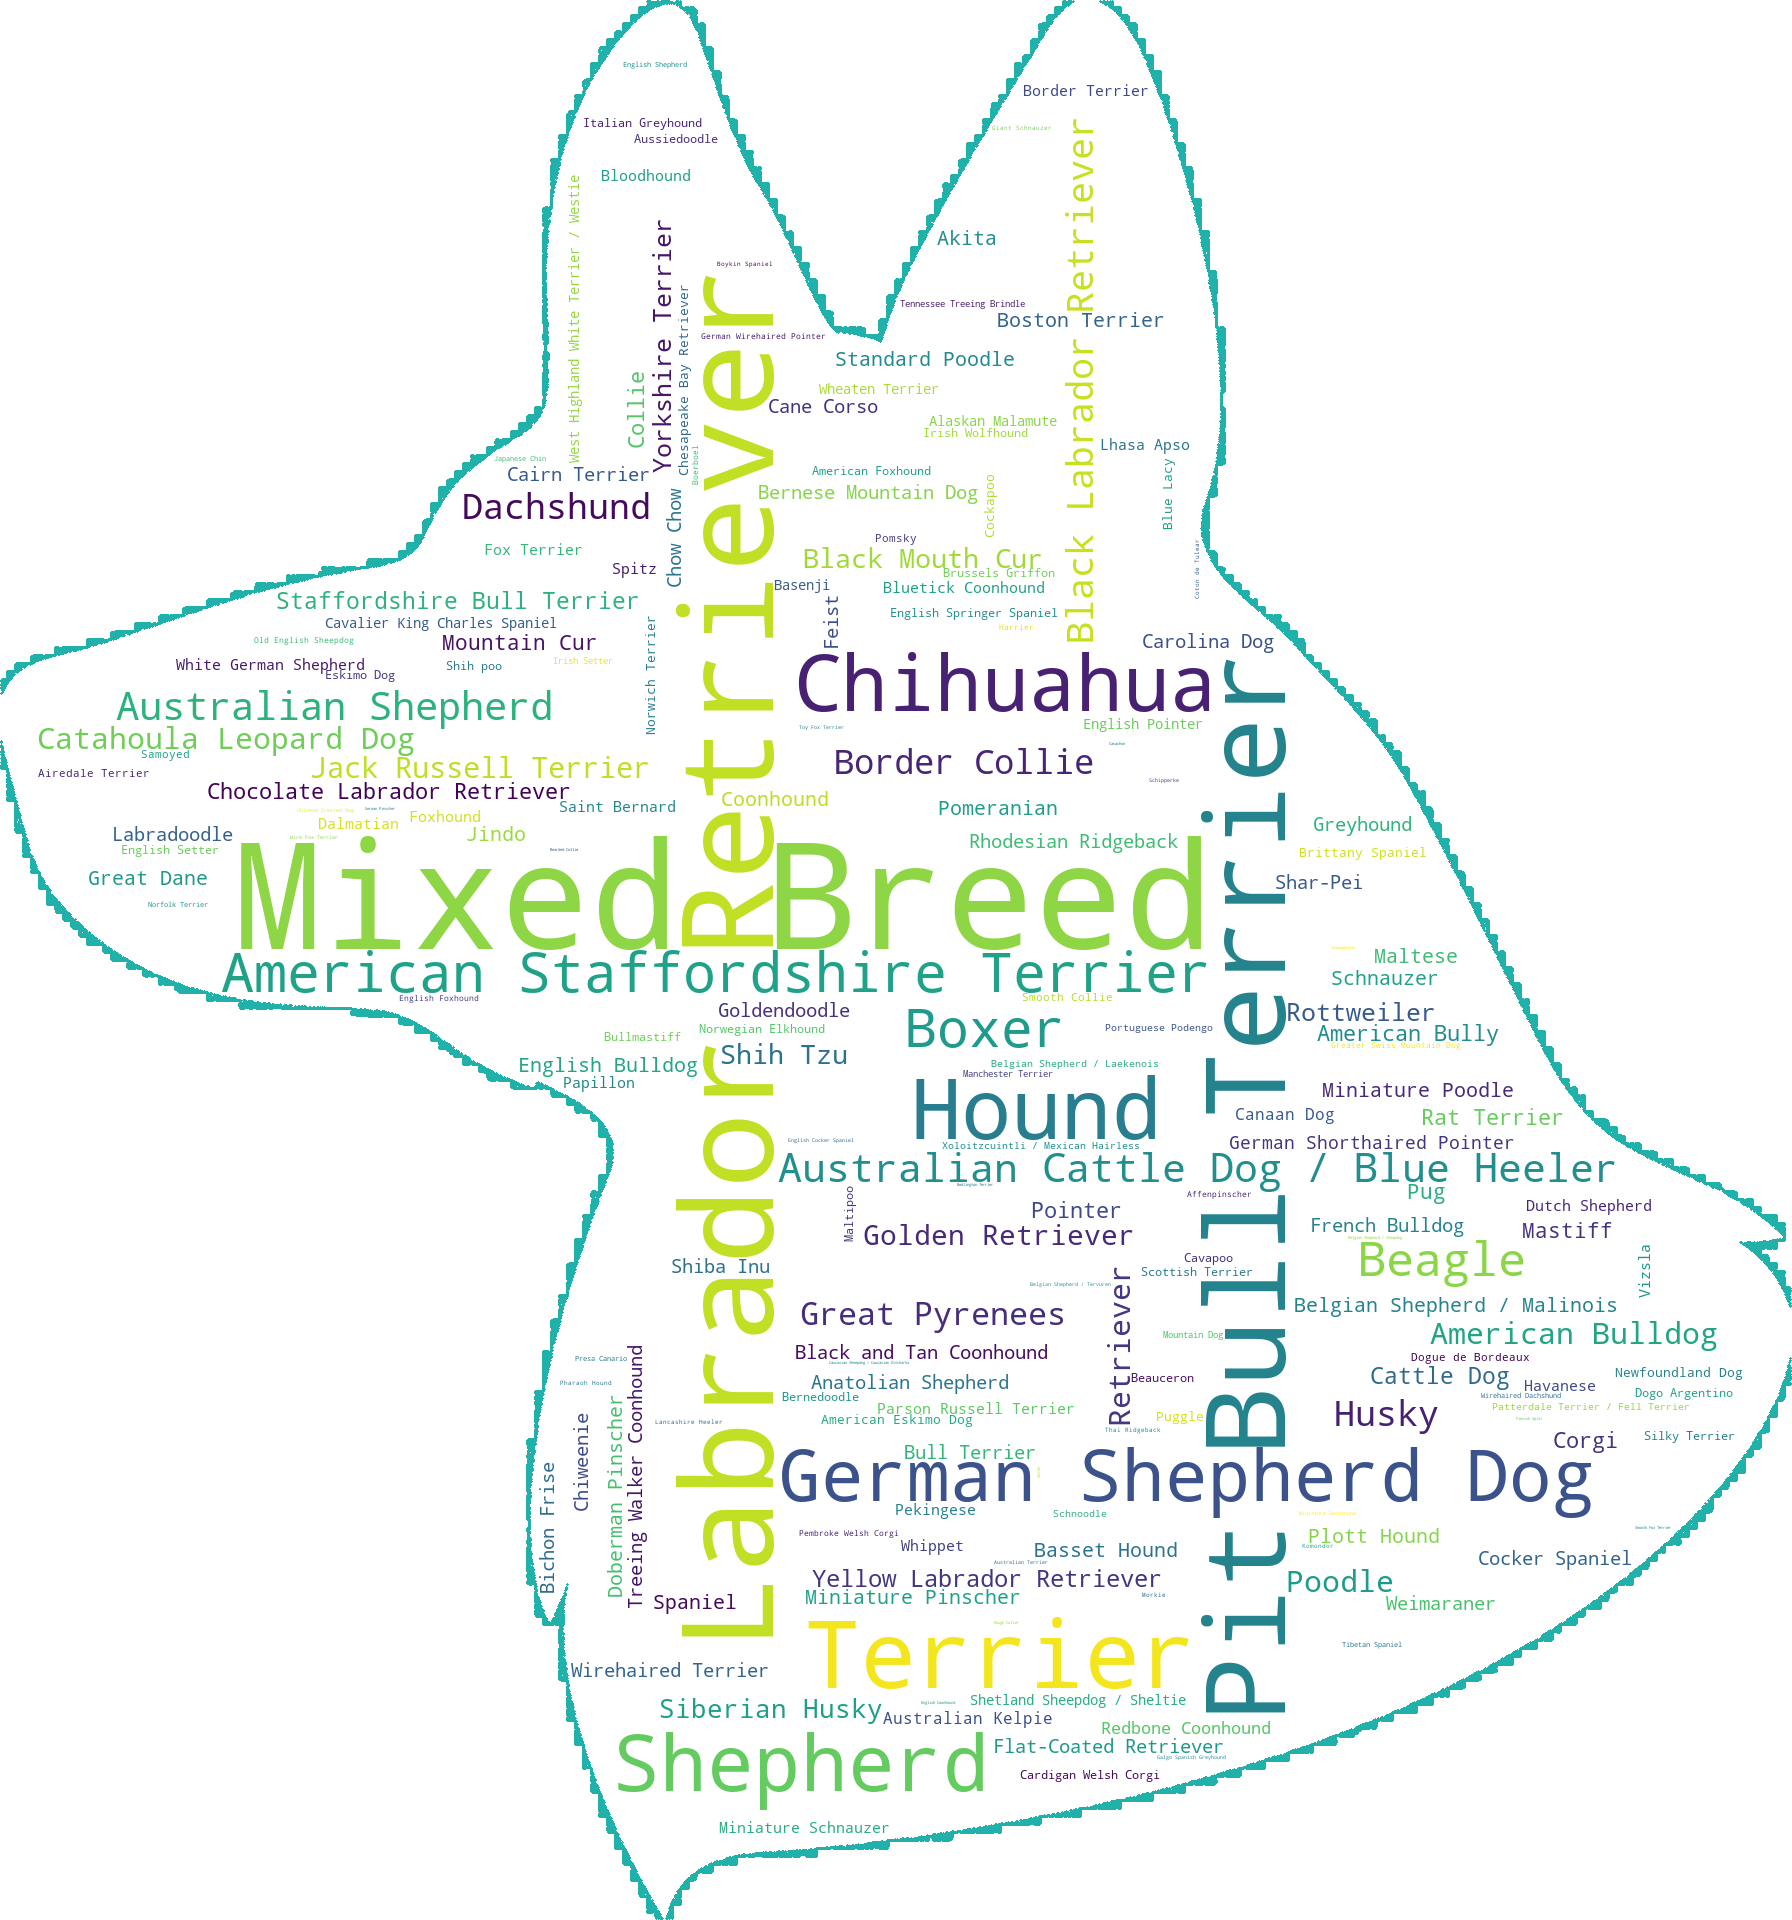 English Shepherd
Border Terrier
Italian Greyhound
Giant Schnauzer
Aussiedoodle
Bloodhound
Akita
West Highland White Terrier / Westie
Yorkshire Terrier
Boykin Spaniel
Black Labrador Retriever
Chesapeake Bay Retriever
Tennessee Treeing Brindle
Boston Terrier
German Wirehaired Pointer
Standard Poodle
Collie
Wheaten Terrier
Cane Corso
Alaskan Malamute
Irish Wolfhound
Lhasa Apso
Boerboel
Japanese Chin
Cairn Terrier
American Foxhound
Bernese Mountain Dog
Cockapoo
Blue Lacy
Dachshund
Chow Chow
Pomsky
Fox Terrier
Black Mouth Cur
Coton de Tulear
Spitz
Brussels Griffon
Basenji
Bluetick Coonhound
Staffordshire Bull Terrier
Feist
English Springer Spaniel
Cavalier King Charles Spaniel
Harrier
Old English Sheepdog
Mountain Cur
Carolina Dog
White German Shepherd
Shih poo
Irish Setter
Eskimo Dog
Norwich Terrier
Chihuahua
Australian Shepherd
Toy Fox Terrier
English Pointer
Catahoula Leopard Dog
Samoyed
Jack Russell Terrier
Border Collie
Airedale Terrier
Schipperke
Chocolate Labrador Retriever
Saint Bernard
Coonhound
Pomeranian
Foxhound
Dalmatian
Greyhound
Labradoodle
Wire Fox Terrier
Jindo
Rhodesian Ridgeback
English Setter
Bearded Collie
Brittany Spaniel
Great Dane
Shar-Pei
Norfolk Terrier
Mixed Breed
Labrador Retriever
Pit Bull Terrier
Maltese
American Staffordshire Terrier
Schnauzer
English Foxhound
Smooth Collie
Goldendoodle
Rottweiler
Norwegian Elkhound
Boxer
Portuguese Podengo
American Bully
Bullmastiff
Greater Swiss Mountain Dog
Shih Tzu
English Bulldog
Belgian Shepherd / Laekenois
Manchester Terrier
Papillon
Miniature Poodle
Hound
Canaan Dog
Rat Terrier
English Cocker Spaniel
Xoloitzcuintli / Mexican Hairless
German Shorthaired Pointer
Australian Cattle Dog / Blue Heeler
Bedlington Terrier
Affenpinscher
Pug
Maltipoo
Pointer
Dutch Shepherd
Golden Retriever
French Bulldog
Mastiff
Cavapoo
Beagle
Shiba Inu
Scottish Terrier
Vizsla
Belgian Shepherd / Tervuren
Great Pyrenees
Retriever
Belgian Shepherd / Malinois
Mountain Dog
American Bulldog
Black and Tan Coonhound
Presa Canario
Dogue de Bordeaux
Pharaoh Hound
Anatolian Shepherd
Beauceron
Cattle Dog
Newfoundland Dog
Havanese
Bernedoodle
Wirehaired Dachshund
Dogo Argentino
Treeing Walker Coonhound
Parson Russell Terrier
Patterdale Terrier / Fell Terrier
Husky
Puggle
Lancashire Heeler
American Eskimo Dog
Thai Ridgeback
Silky Terrier
Corgi
Chiweenie
Doberman Pinscher
Bull Terrier
German Shepherd Dog
Bichon Frise
Pekingese
Schnoodle
Pembroke Welsh Corgi
Plott Hound
Whippet
Basset Hound
Komondor
Cocker Spaniel
Australian Terrier
Yellow Labrador Retriever
Poodle
Miniature Pinscher
Morkie
Spaniel
Weimaraner
Terrier
Tibetan Spaniel
Wirehaired Terrier
Siberian Husky
Shetland Sheepdog / Sheltie
Australian Kelpie
Redbone Coonhound
Shepherd
Flat-Coated Retriever
Galgo Spanish Greyhound
Cardigan Welsh Corgi
Miniature Schnauzer